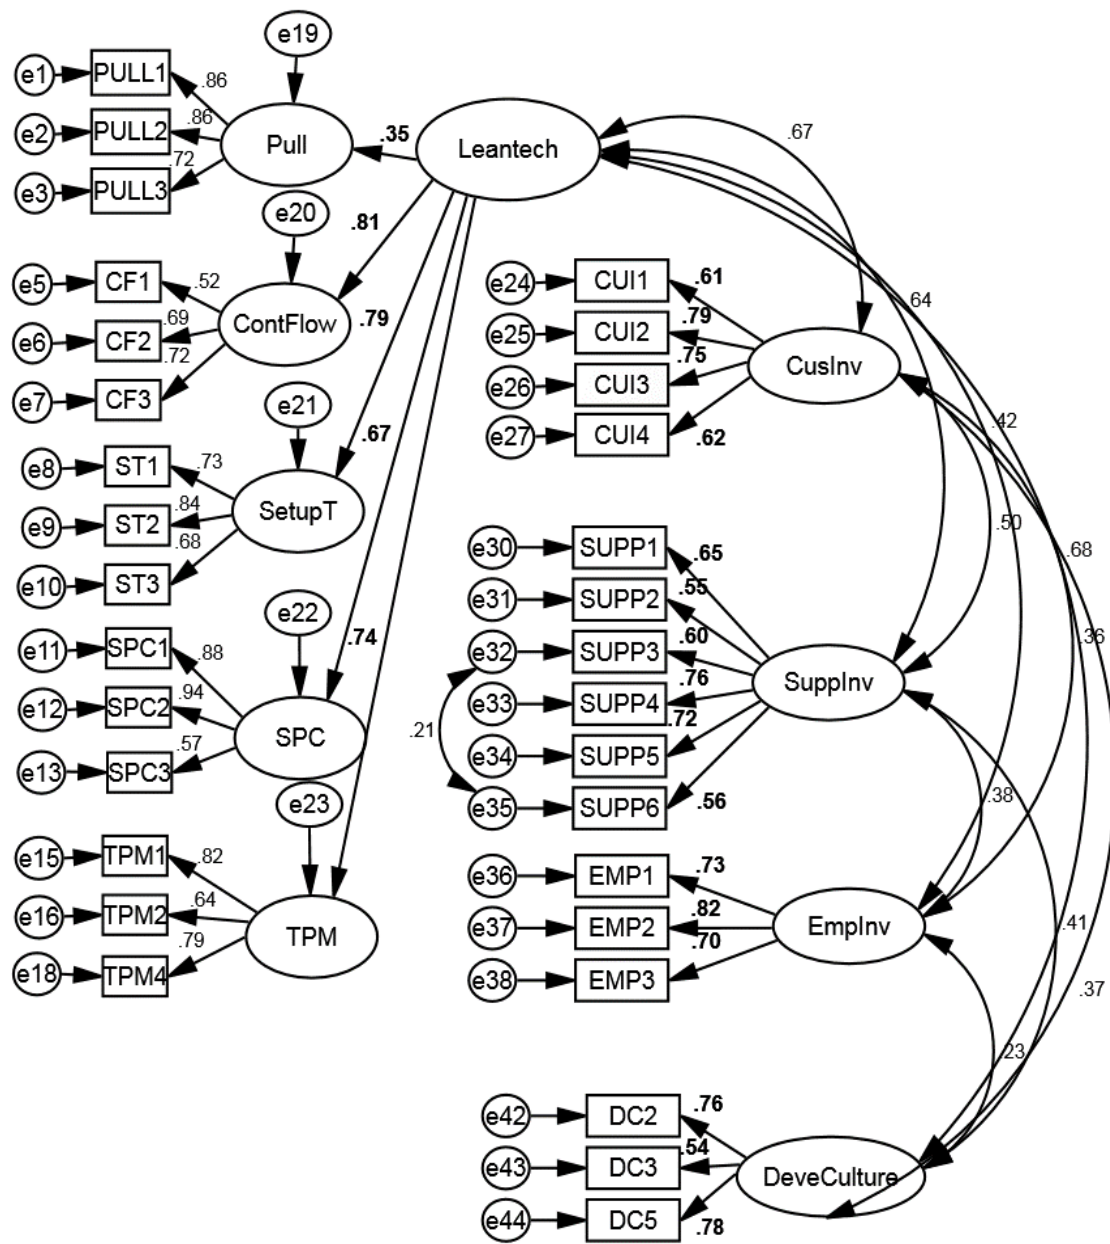 e19
e1 PULL1 .86
e2 PULL2 .86 Pull .35 Leantech .67
e3 PULL3 .72
e20 .81
e5 CF1 .52
e6 CF2 .69 ContFlow .79
e7 CF3 .72
e21 .67
e8 ST1 .73
e9 ST2 .84 SetupT
e10 ST3 .68
e22 .74
e11 SPC1 .88
e12 SPC2 .94 SPC
e13 SPC3 .57
e23
e15 TPM1 .82
e16 TPM2 .64 TPM
e18 TPM4 .79
e24 CUI1 .61 .64
e25 CUI2 .79
e26 CUI3 .75 CusInv
e27 CUI4 .62 .42
.50
e30 SUPP1 .65 .68
e31 SUPP2 .55
e32 SUPP3 .60 .36
e33 SUPP4 .76 SuppInv
.21 .72
e34 SUPP5
e35 SUPP6 .56 .38
e36 EMP1 .73
e37 EMP2 .82 EmpInv .41
e38 EMP3 .70 .37
.23
e42 DC2 .76
e43 DC3 .54 DeveCulture
e44 DC5 .78